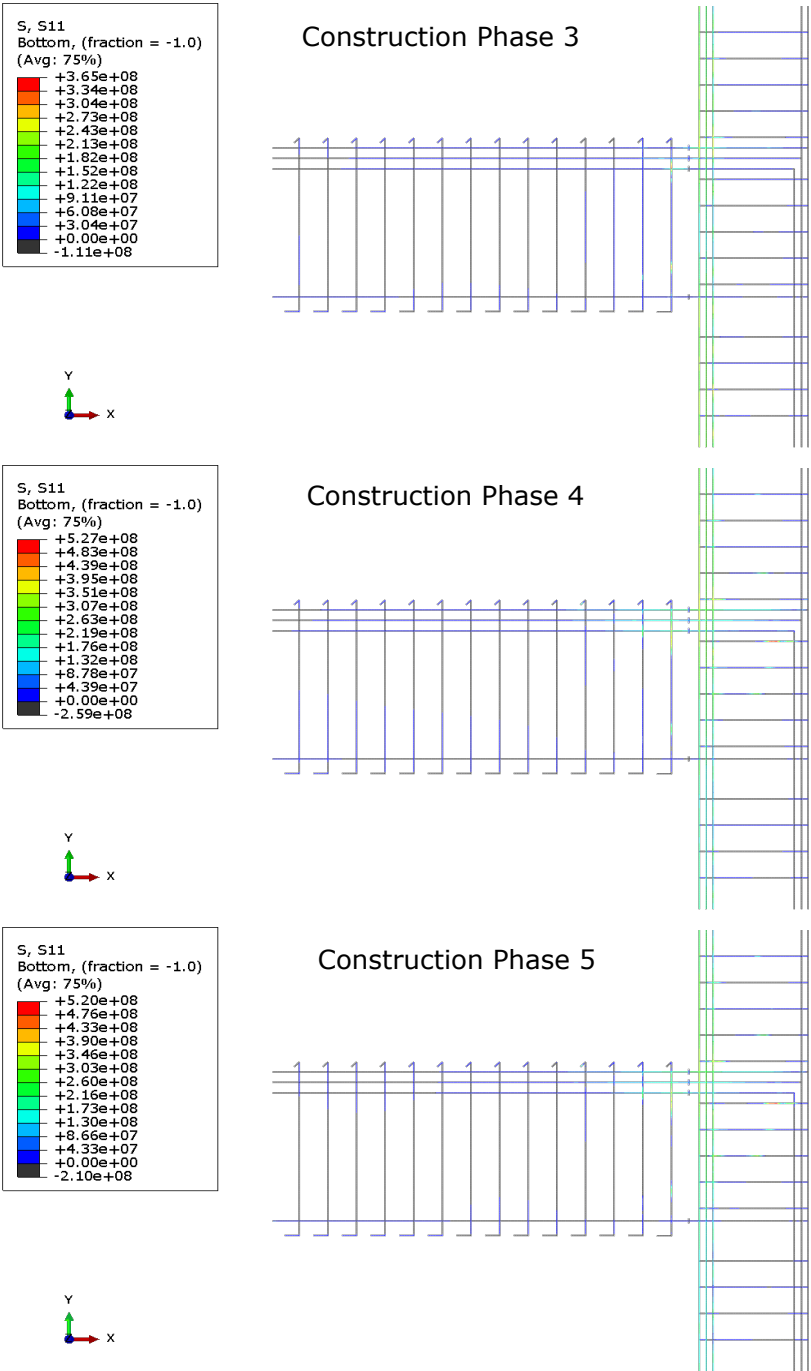 S, S11
Bottom, (fraction = -1.0)
(Avg: 75%)
+3.65e+08
+3.34e+08
+3.04e+08
+2.73e+08
+2.43e+08
+2.13e+08
+1.82e+08
+1.52e+08
+1.22e+08
+9.11e+07
+6.08e+07
+3.04e+07
+0.00e+00
-1.11e+08
Construction Phase 3
Y
X
S, S11
Bottom, (fraction = -1.0)
(Avg: 75%)
+5.27e+08
+4.83e+08
+4.39e+08
+3.95e+08
+3.51e+08
+3.07e+08
+2.63e+08
+2.19e+08
+1.76e+08
+1.32e+08
+8.78e+07
+4.39e+07
+0.00e+00
-2.59e+08
Construction Phase 4
Y
X
S, S11
Bottom, (fraction = -1.0)
(Avg: 75%)
+5.20e+08
+4.76e+08
+4.33e+08
+3.90e+08
+3.46e+08
+3.03e+08
+2.60e+08
+2.16e+08
+1.73e+08
+1.30e+08
+8.66e+07
+4.33e+07
+0.00e+00
-2.10e+08
Construction Phase 5
Y
X